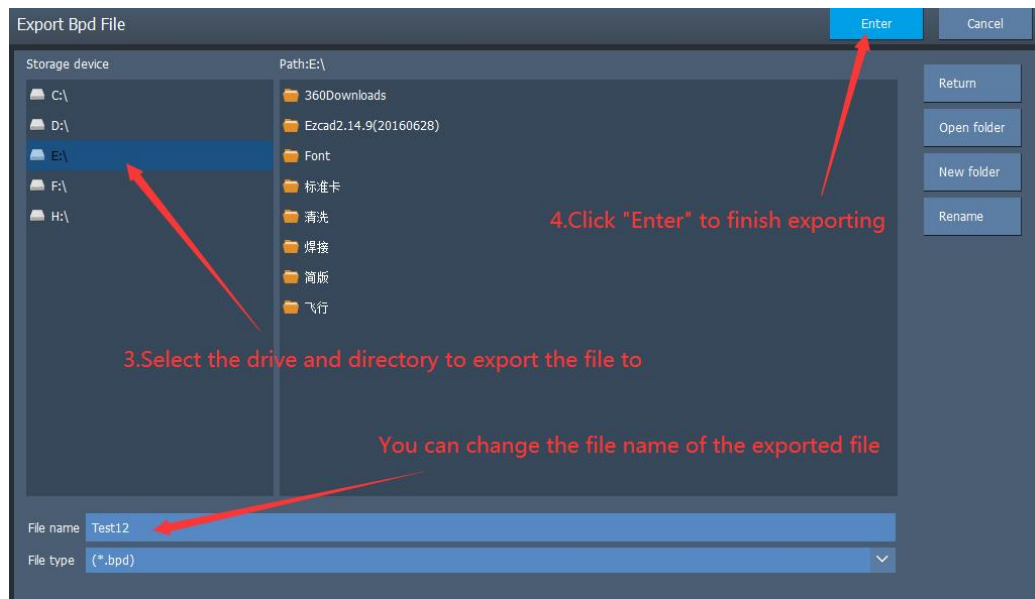 Export Bpd File
Enter
Cancel
Storage device
Path:E:\
C:\
D:\
E:\
F:\
H:\
360Downloads
Ezcad2.14.9(20160628)
Font
标准卡
清洗
焊接
简版
飞行
Return
Open folder
New folder
Rename
4.Click "Enter" to finish exporting
3.Select the drive and directory to export the file to
You can change the file name of the exported file
File name Test12
File type (*.bpd)